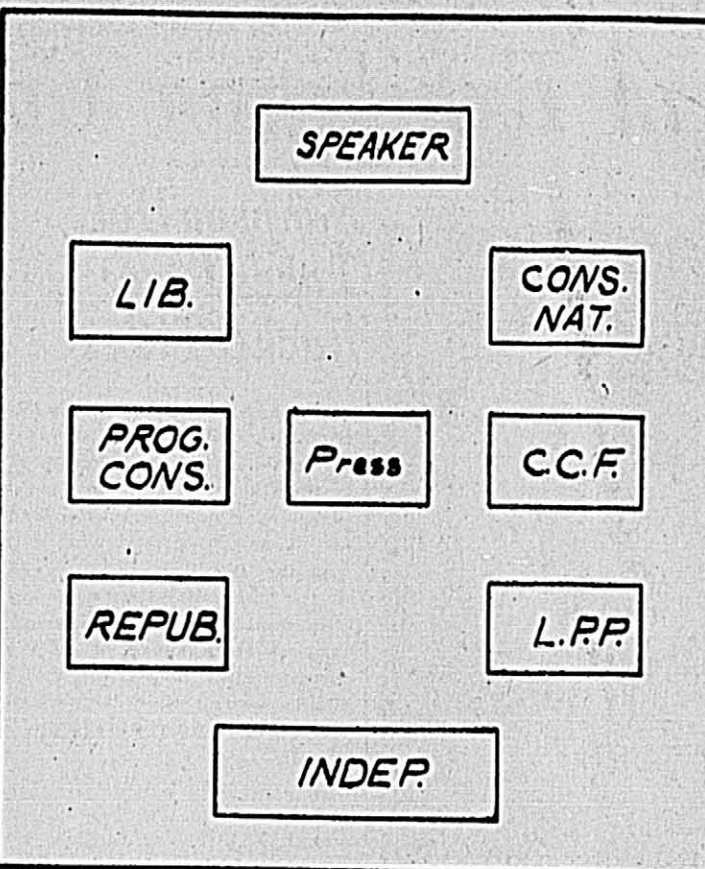 SPEAKER
LIB.
CONS.
NAT.
PROG.
CONS.
Press
C.C.F.
REPUB.
L.P.P.
INDEP.